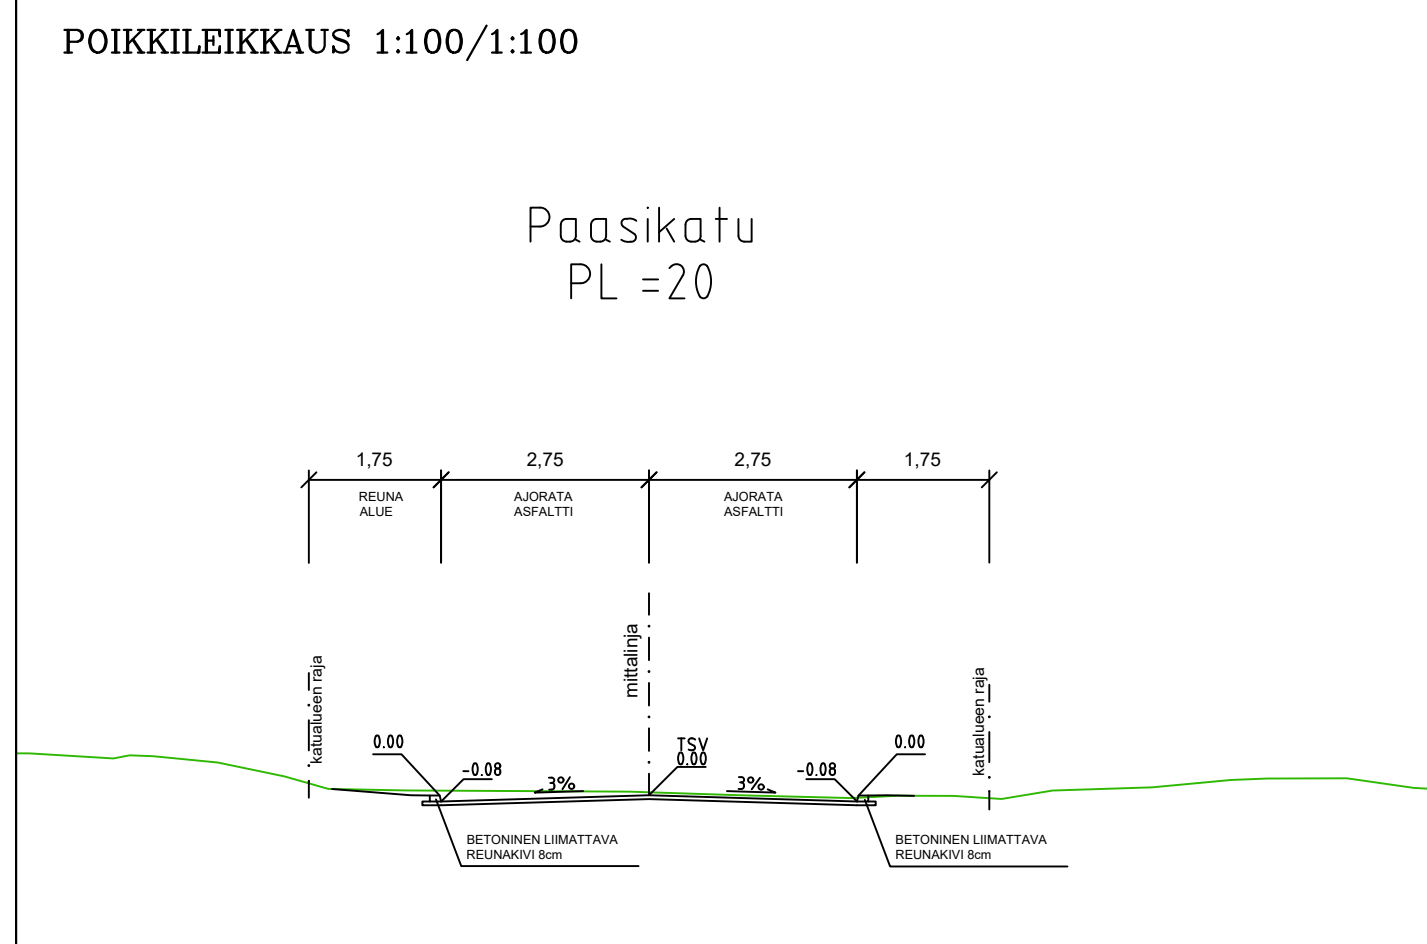 POIKKILEIKKAUS 1:100/1:100
Paasikatu
PL =20
1,75
2,75
2,75
1,75
REUNA
ALUE
AJORATA
ASFALTTI
AJORATA
ASFALTTI
katualueen raja
mittalinja
katualueen raja
0.00
-0.08
3%
TSV
0.00
3%
-0.08
0.00
BETONINEN LIIMATTAVA
REUNAKIVI 8cm
BETONINEN LIIMATTAVA
REUNAKIVI 8cm